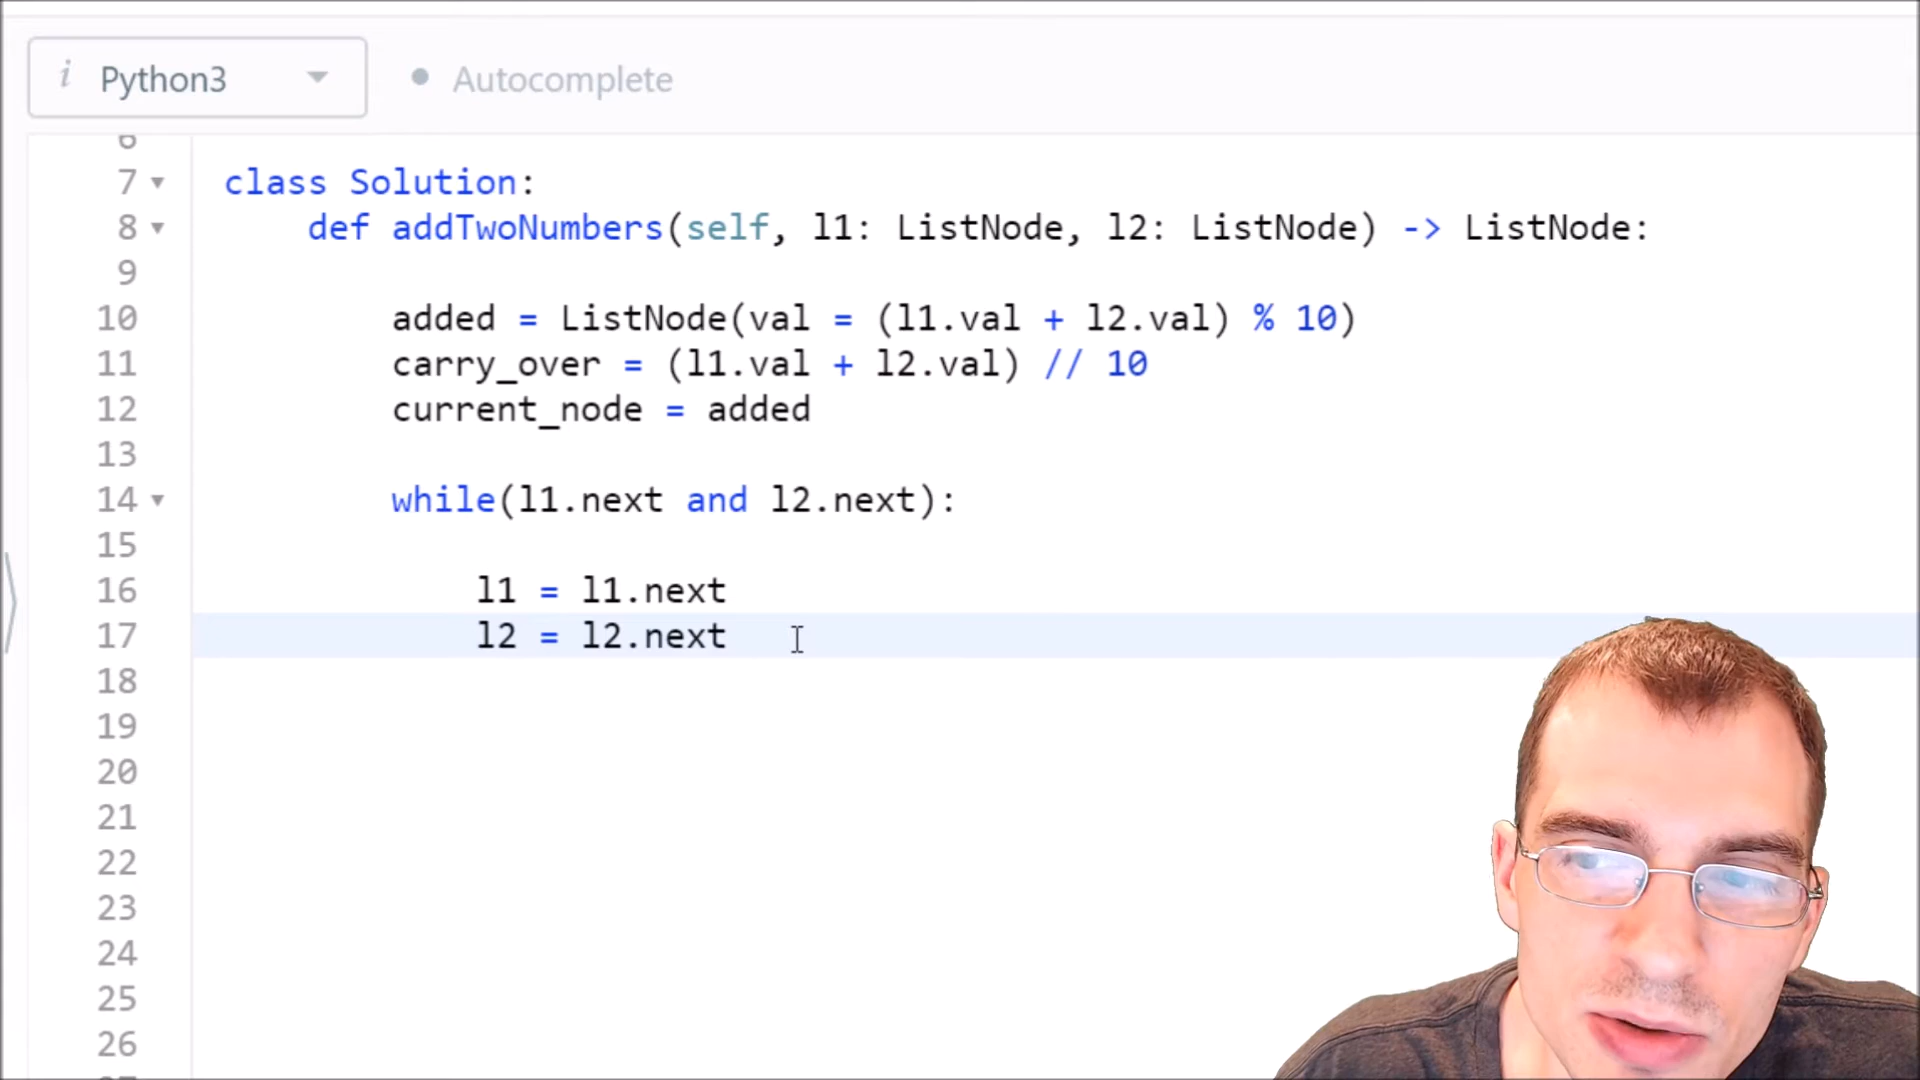 i Python3 Autocomplete
6
7 class Solution:
8 def addTwoNumbers(self, l1: ListNode, l2: ListNode) -> ListNode:
9
10 added = ListNode(val = (l1.val + l2.val) % 10)
11 carry_over = (l1.val + l2.val) // 10
12 current_node = added
13
14 while(l1.next and l2.next):
15
16 l1 = l1.next
17 l2 = l2.next
18
19
20
21
22
23
24
25
26